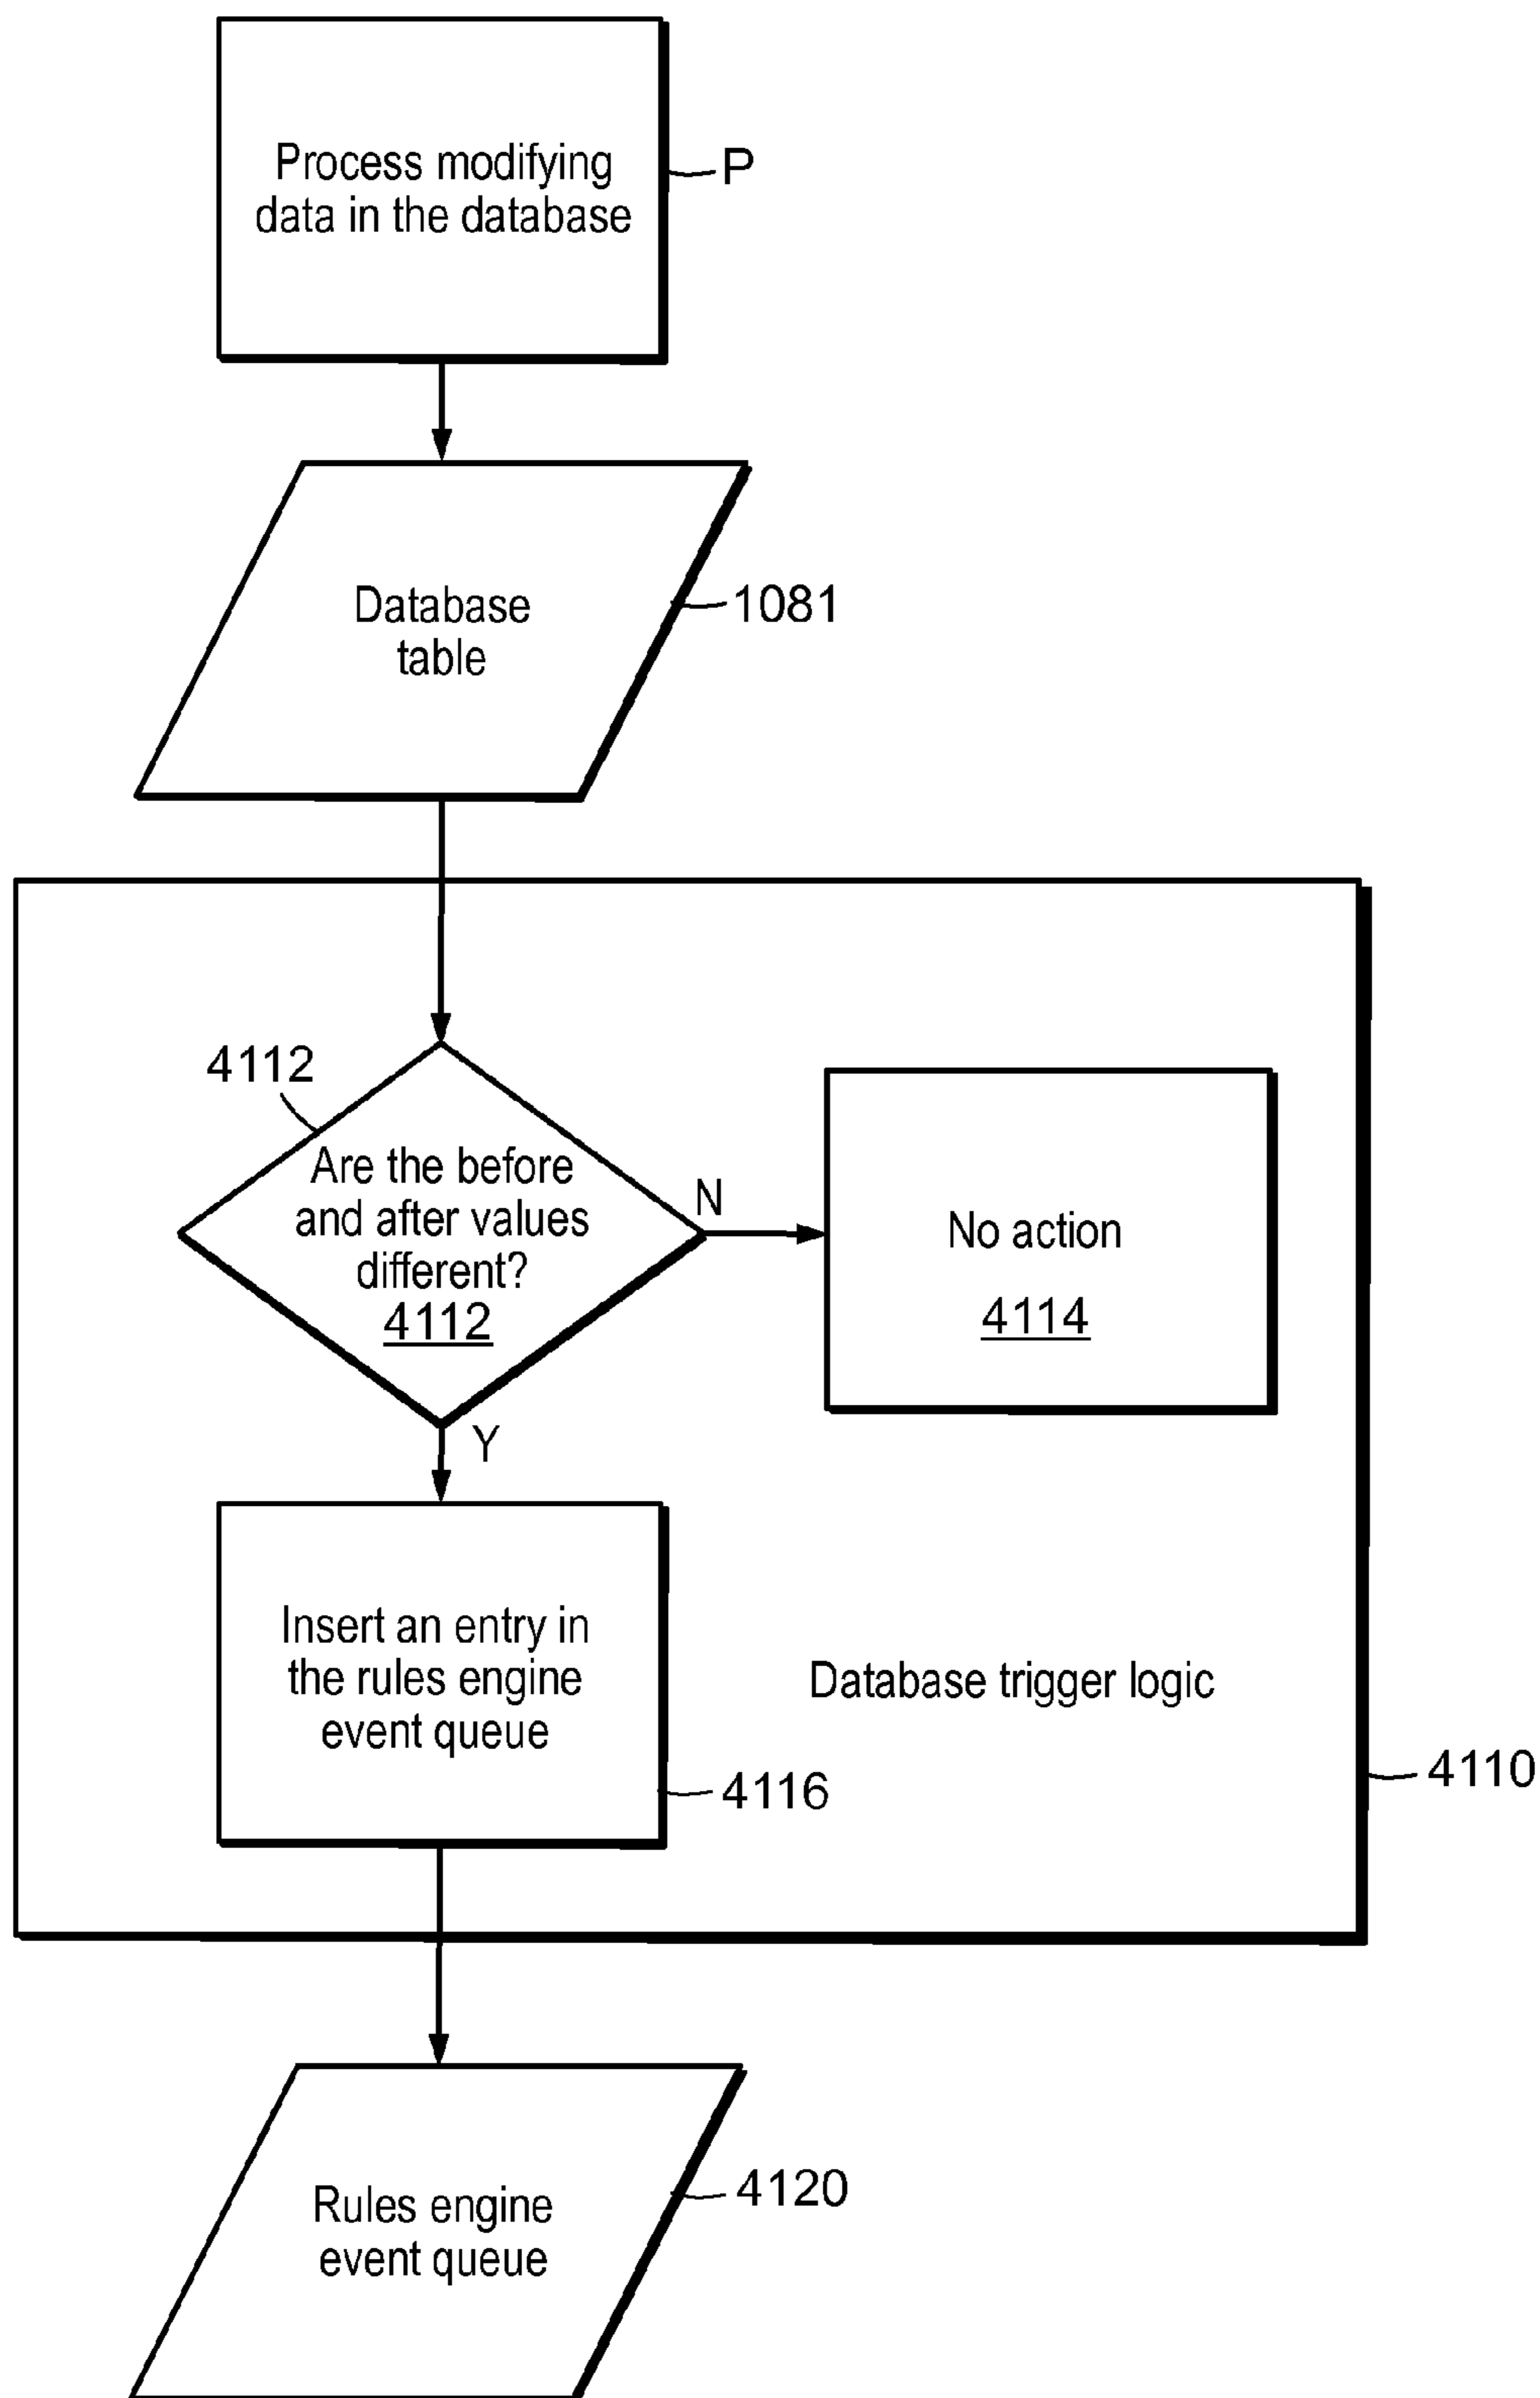 Process modifying
data in the database
P
Database
table
1081
4112
Are the before
and after values
different?
4112
N
No action
4114
Y
Insert an entry in
the rules engine
event queue
4116
Database trigger logic
4110
Rules engine
event queue
4120